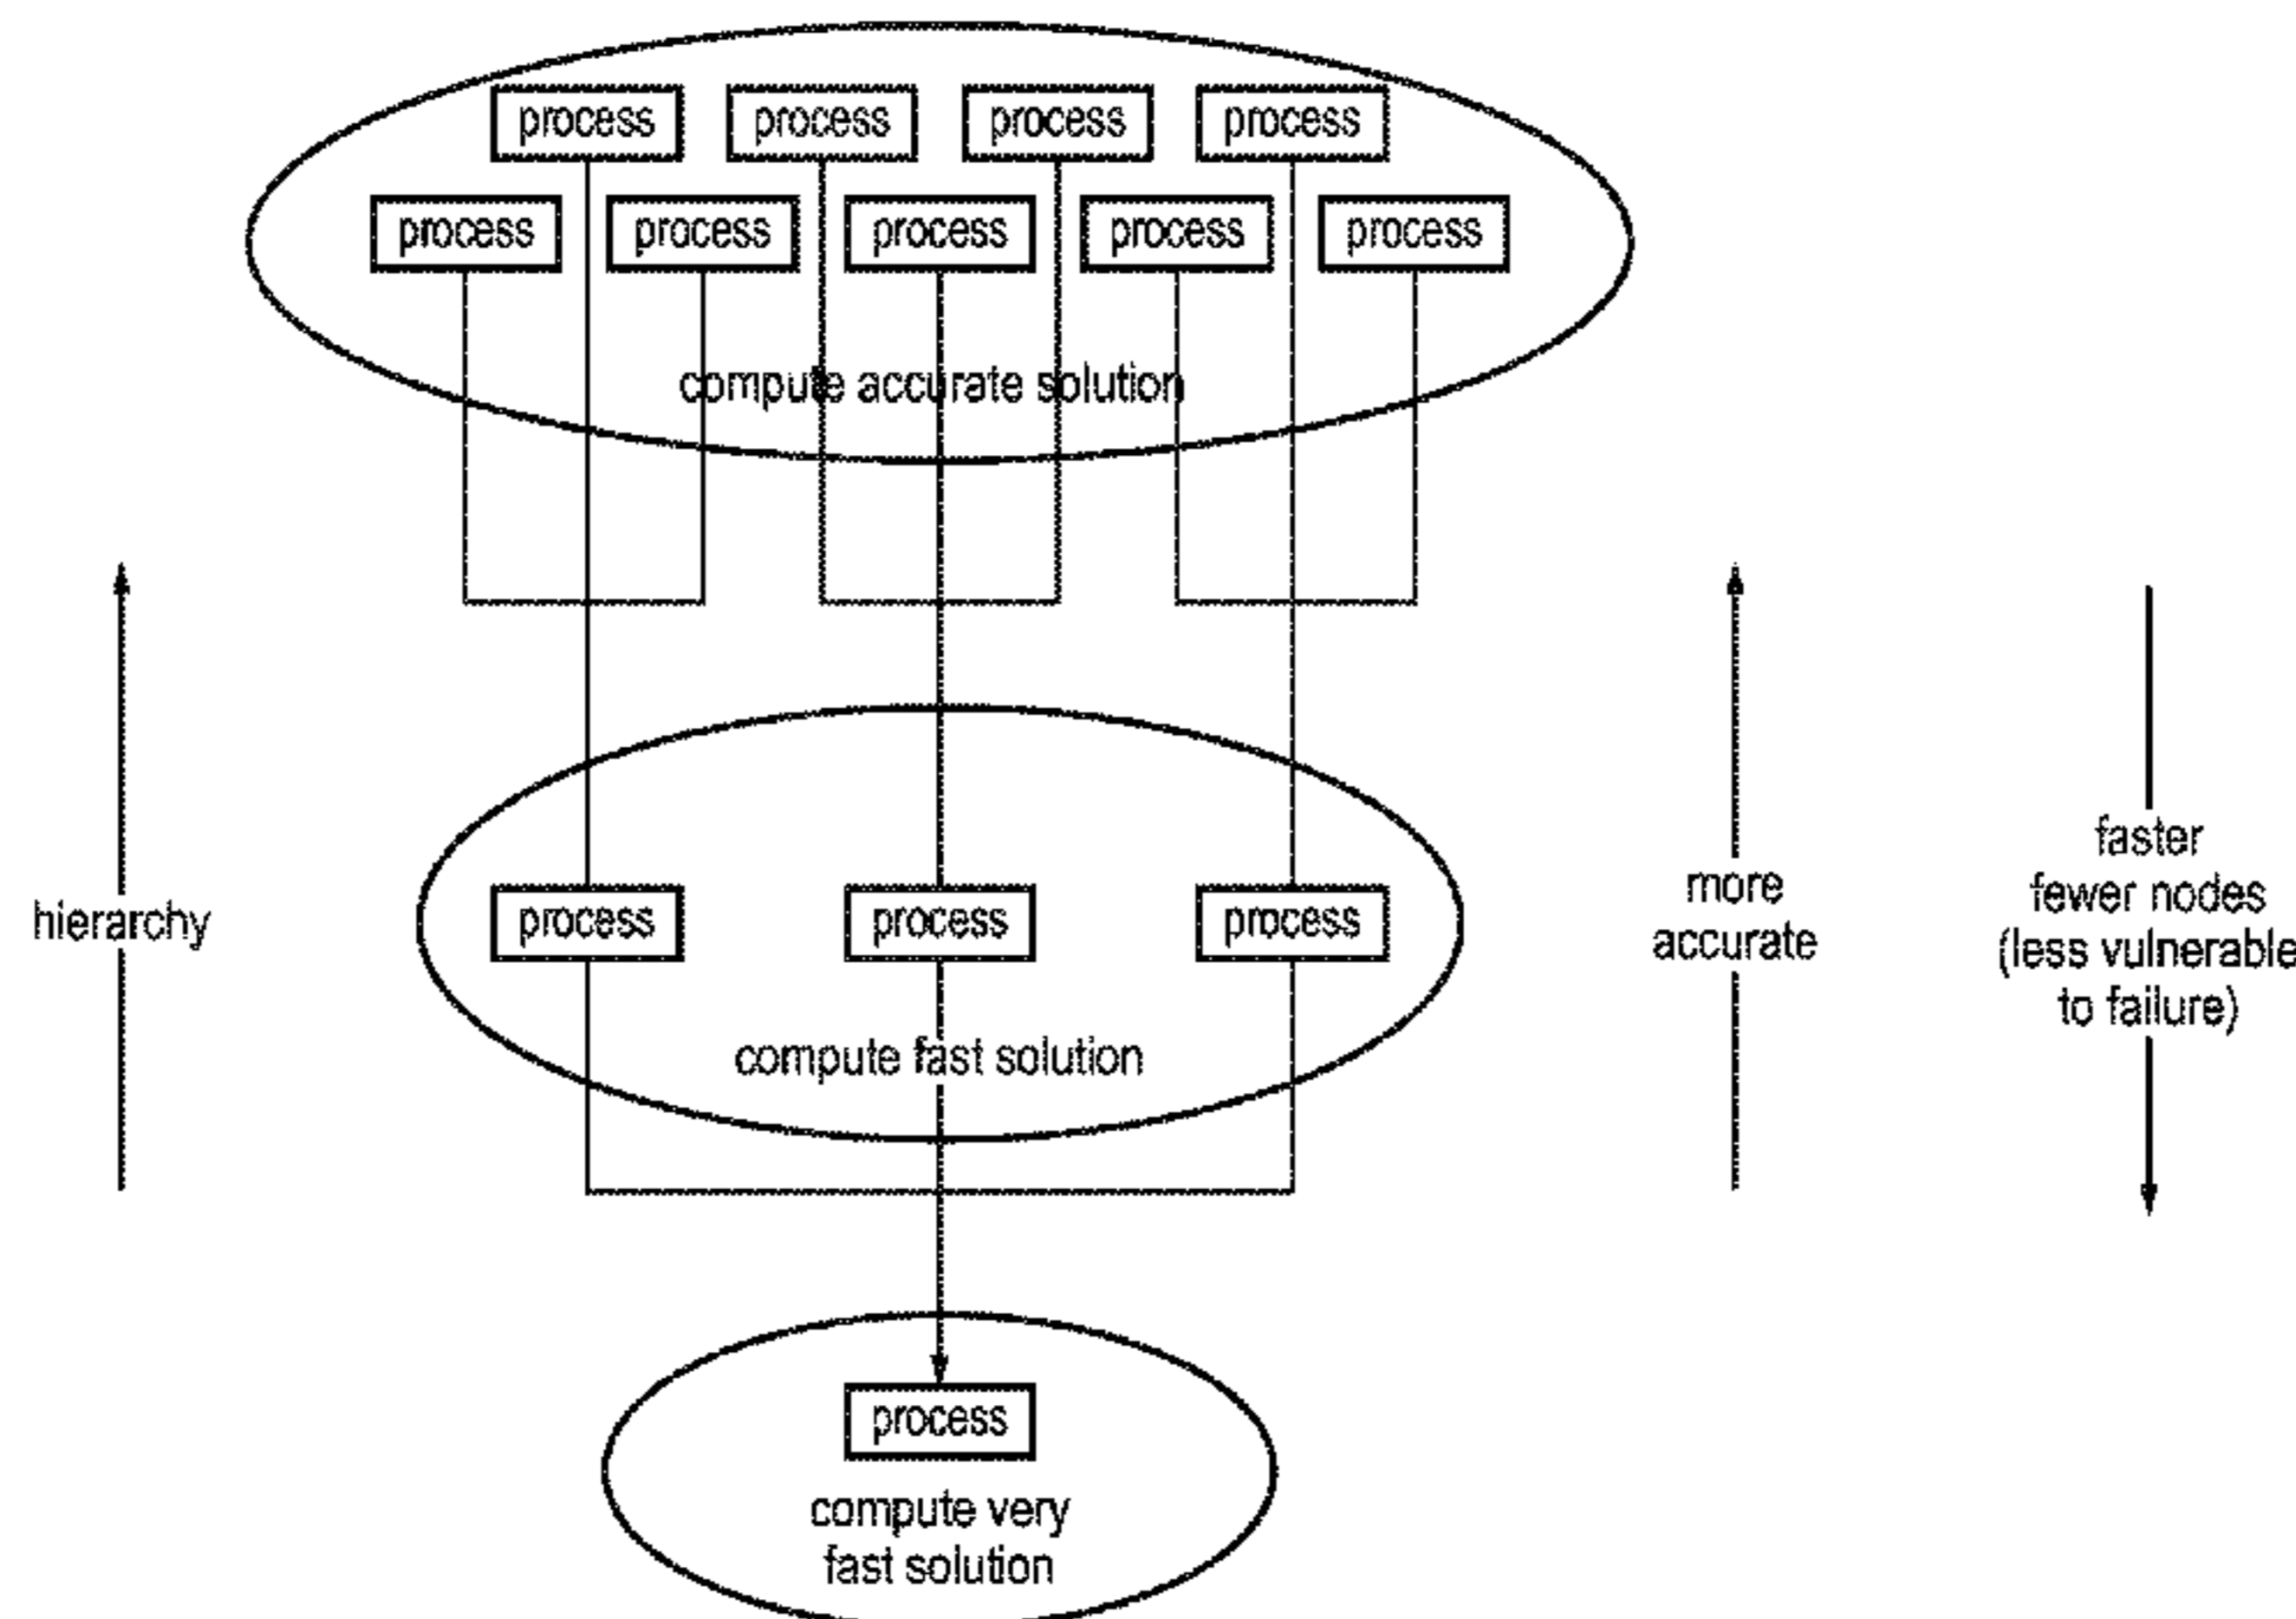 process process process process
process process process process process
compute accurate solution
hierarchy
process process process
compute fast solution
more
accurate
faster
fewer nodes
(less vulnerable
to failure)
process
compute very
fast solution